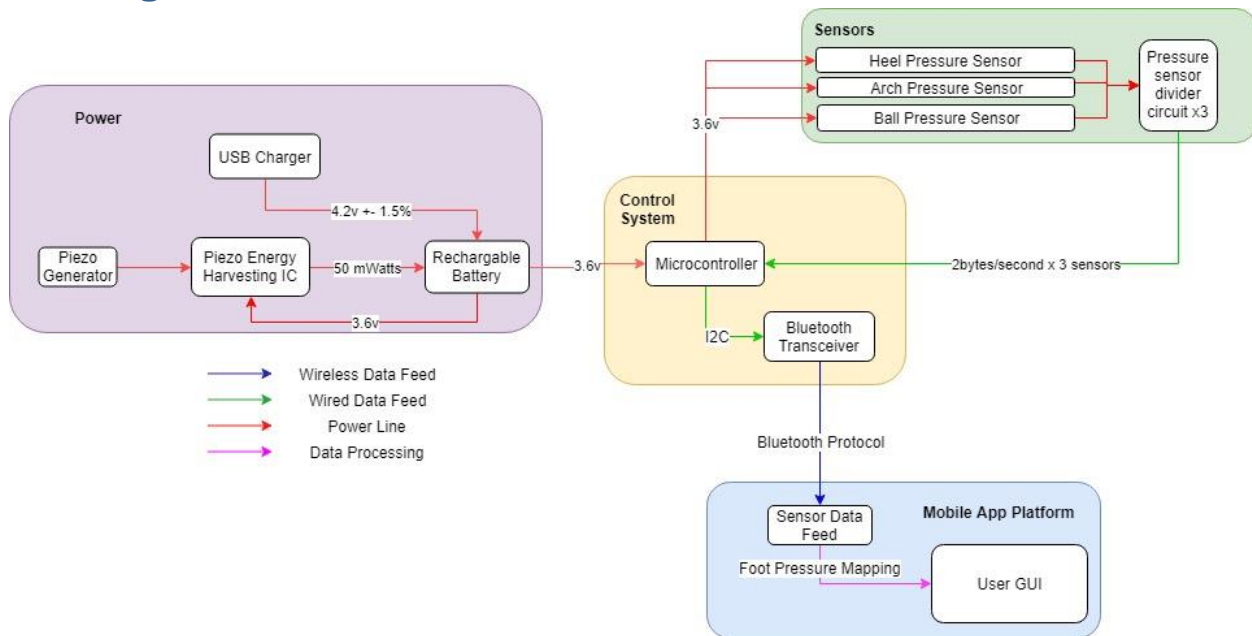 Sensors
Heel Pressure Sensor
Arch Pressure Sensor
Ball Pressure Sensor
Pressure
sensor
divider
circuit x3
3.6v
Power
USB Charger
4.2v +- 1.5%
Piezo
Generator
Piezo Energy
Harvesting IC
50 mWatts
Rechargable
Battery
3.6v
3.6v
Control
System
Microcontroller
2bytes/second x 3 sensors
I2C
Bluetooth
Transceiver
Wireless Data Feed
Wired Data Feed
Power Line
Data Processing
Bluetooth Protocol
Mobile App Platform
Sensor Data
Feed
Foot Pressure Mapping
User GUI